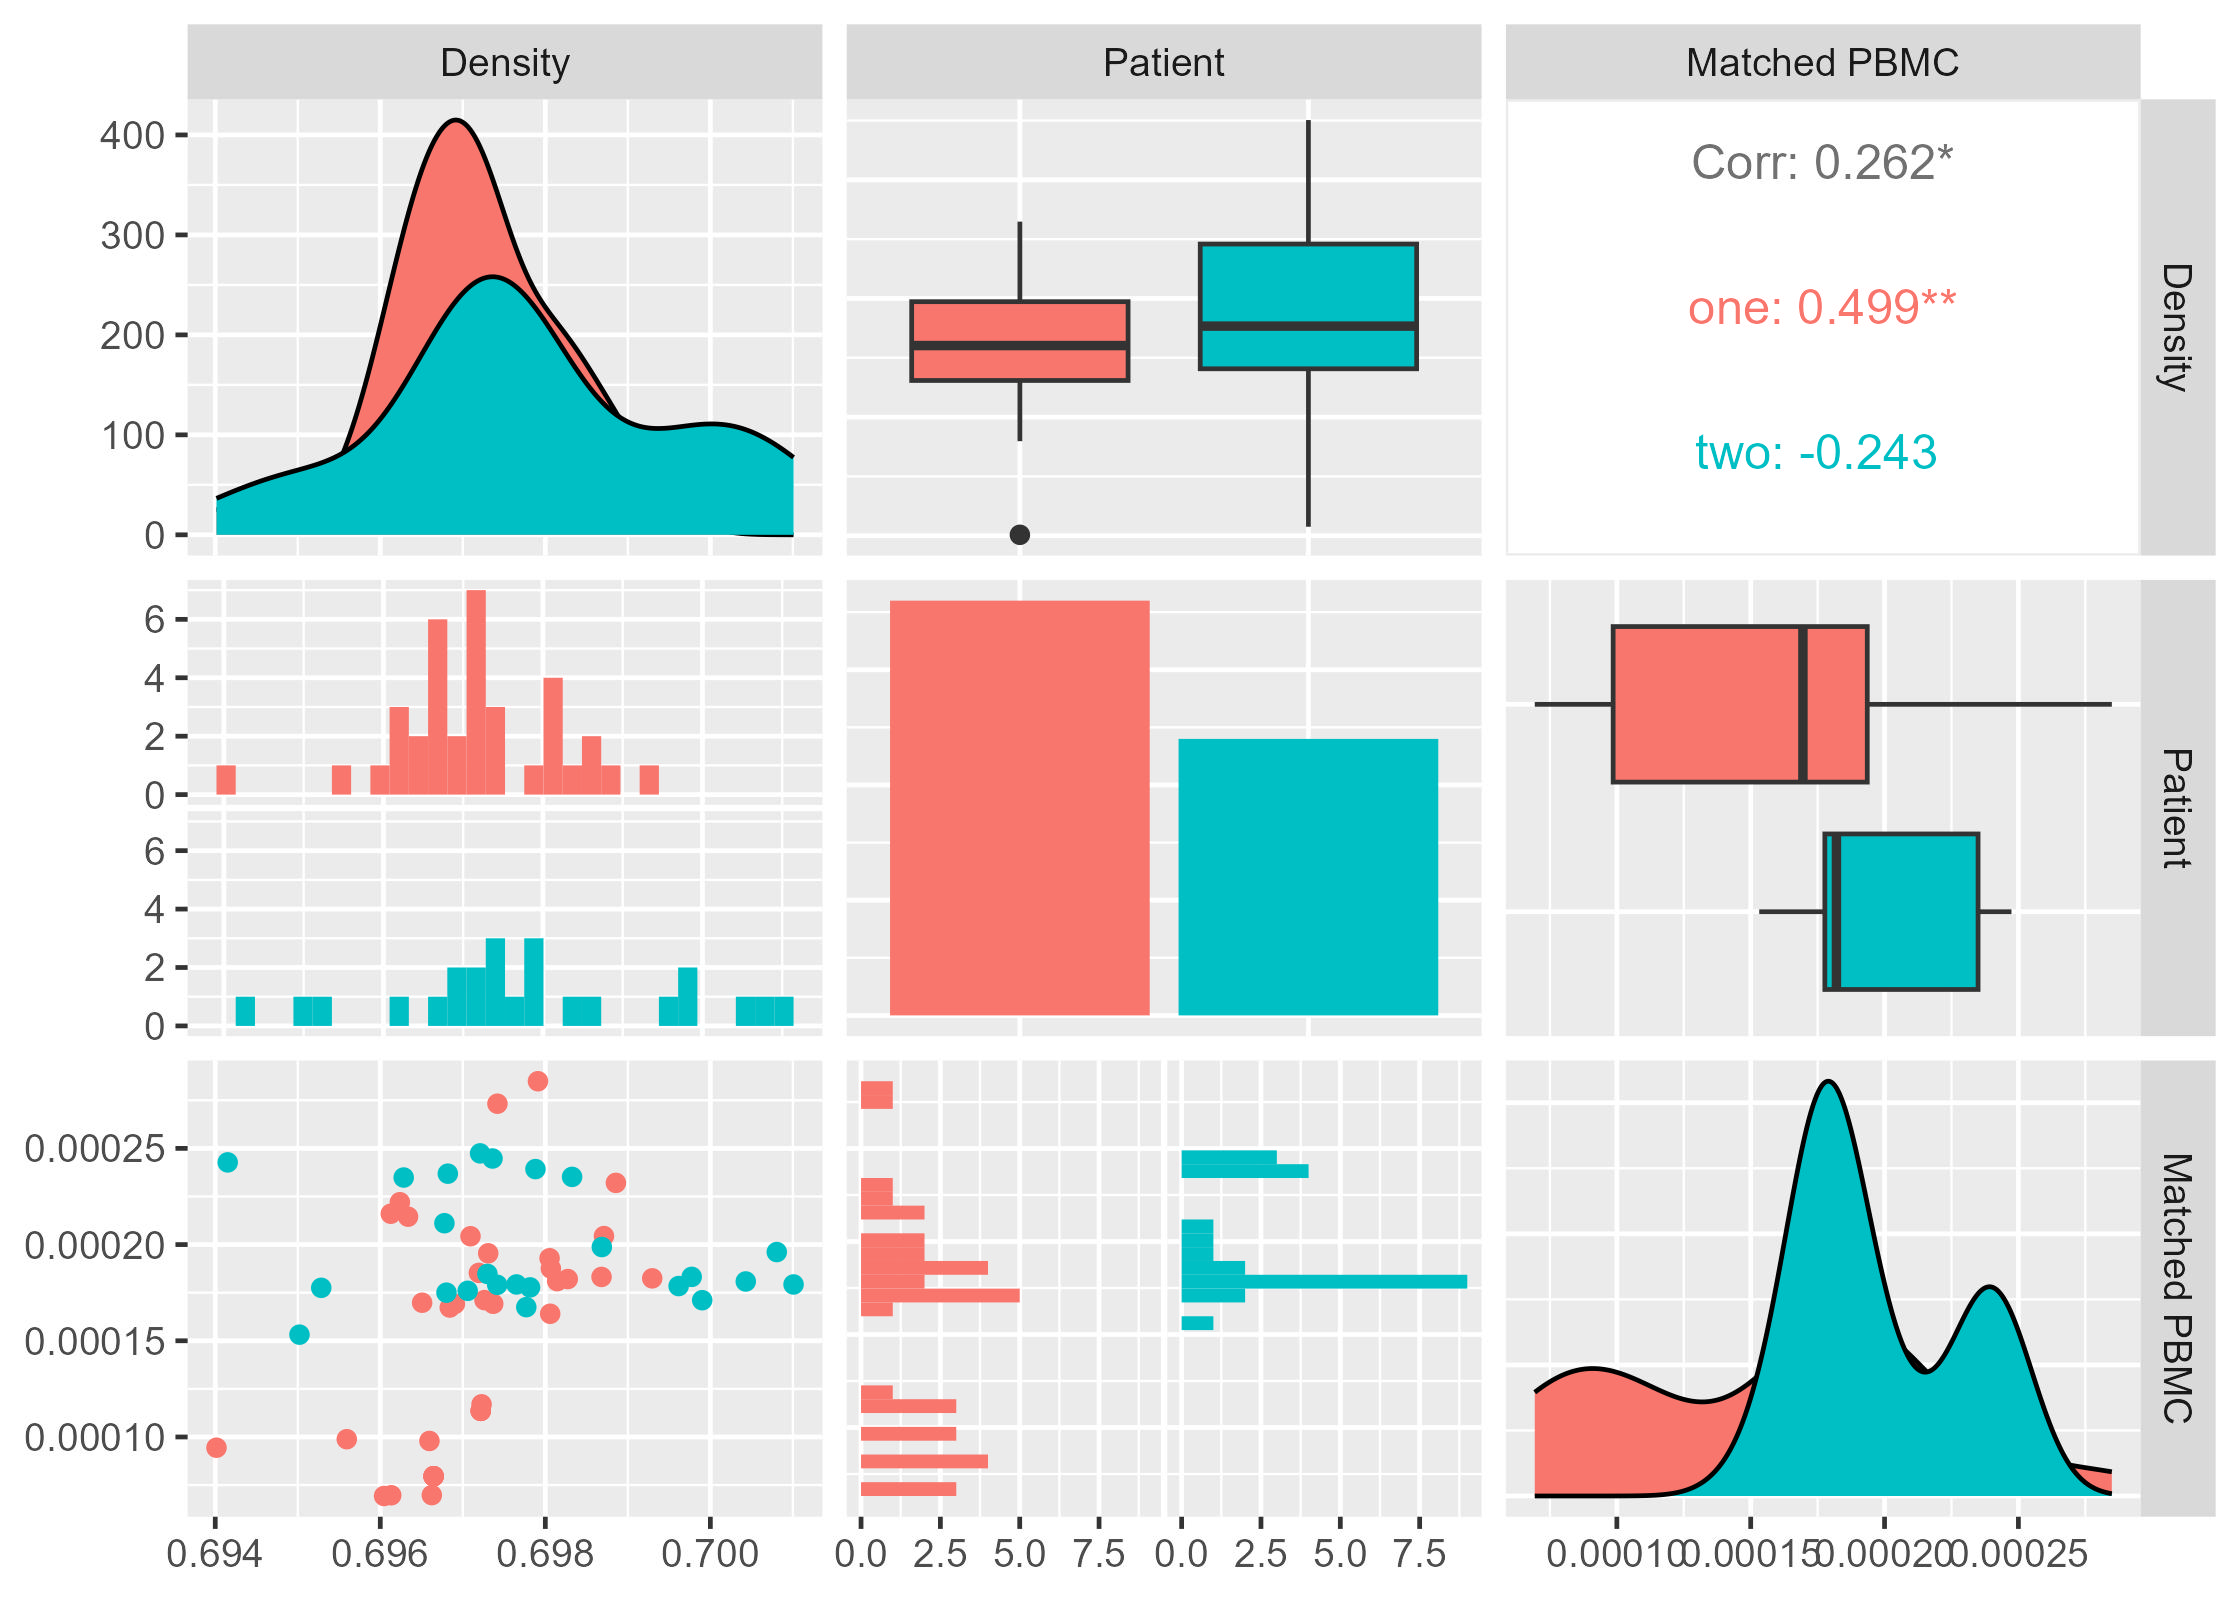 Density
Patient
Matched PBMC
400
300
200
100
0
Corr: 0.262*
one: 0.499**
two: -0.243
Density
6
4
2
0
6
4
2
0
Patient
0.00025
0.00020
0.00015
0.00010
Matched PBMC
0.694 0.696 0.698 0.700
0.0 2.5 5.0 7.5 0.0 2.5 5.0 7.5
0.00010 0.00015 0.00020 0.00025